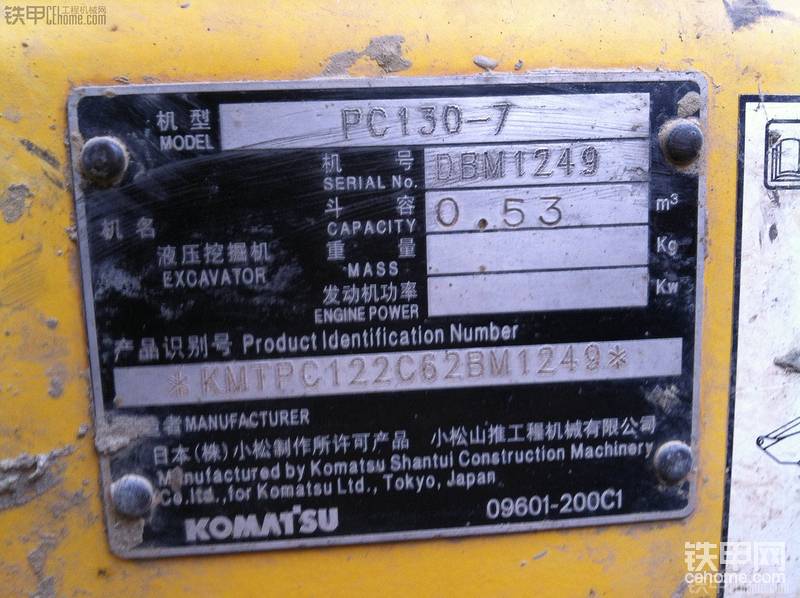 铁甲 CEhome.com 工程机械网
机型 PC130-7
MODEL
机号 DBM1249
SERIAL No.
斗容 0.53 m³
CAPACITY
机名
液压挖掘机
EXCAVATOR
重量 Kg
MASS
发动机功率 Kw
ENGINE POWER
产品识别号 Product Identification Number
*KMTPC122C62BM1249*
者 MANUFACTURER
日本(株)小松制作所许可产品 小松山推工程机械有限公司
Manufactured by Komatsu Shantui Construction Machinery
Co.ltd., for Komatsu Ltd., Tokyo, Japan
KOMATSU 09601-200C1
铁甲网
cehome.com